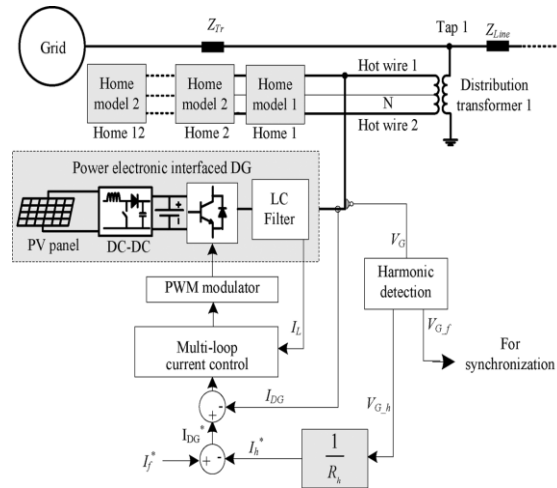 Grid
Z_Tr
Tap 1
Z_Line
Hot wire 1
N
Hot wire 2
Distribution
transformer 1
Home
model 2
Home
model 2
Home
model 1
Home 12
Home 2
Home 1
Power electronic interfaced DG
PV panel
DC-DC
LC
Filter
PWM modulator
Multi-loop
current control
I_L
I_DG
V_G
Harmonic
detection
V_G_f
For
synchronization
V_G_h
I_DG*
I_f*
I_h*
1
R_h